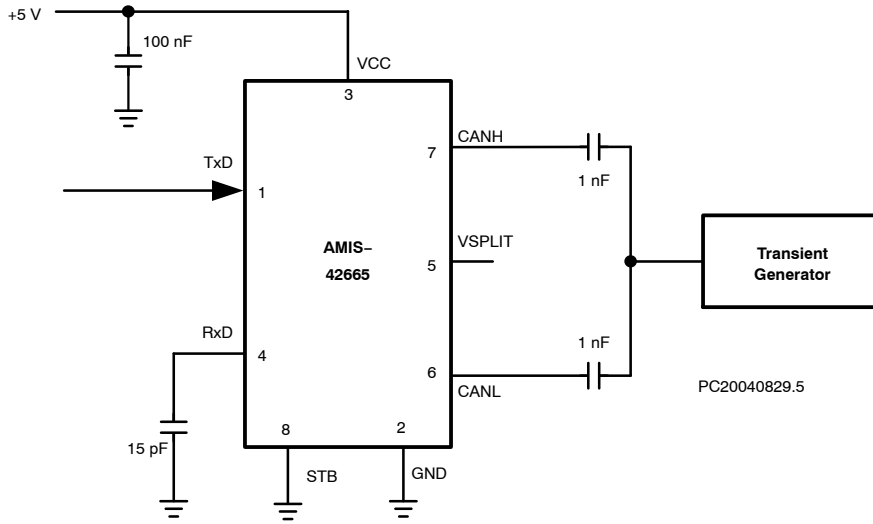 +5 V
100 nF
VCC
3
CANH
7
TxD
1
1 nF
AMIS−
42665
VSPLIT
5
Transient
Generator
RxD
4
1 nF
6
CANL
PC20040829.5
15 pF
8
2
STB
GND